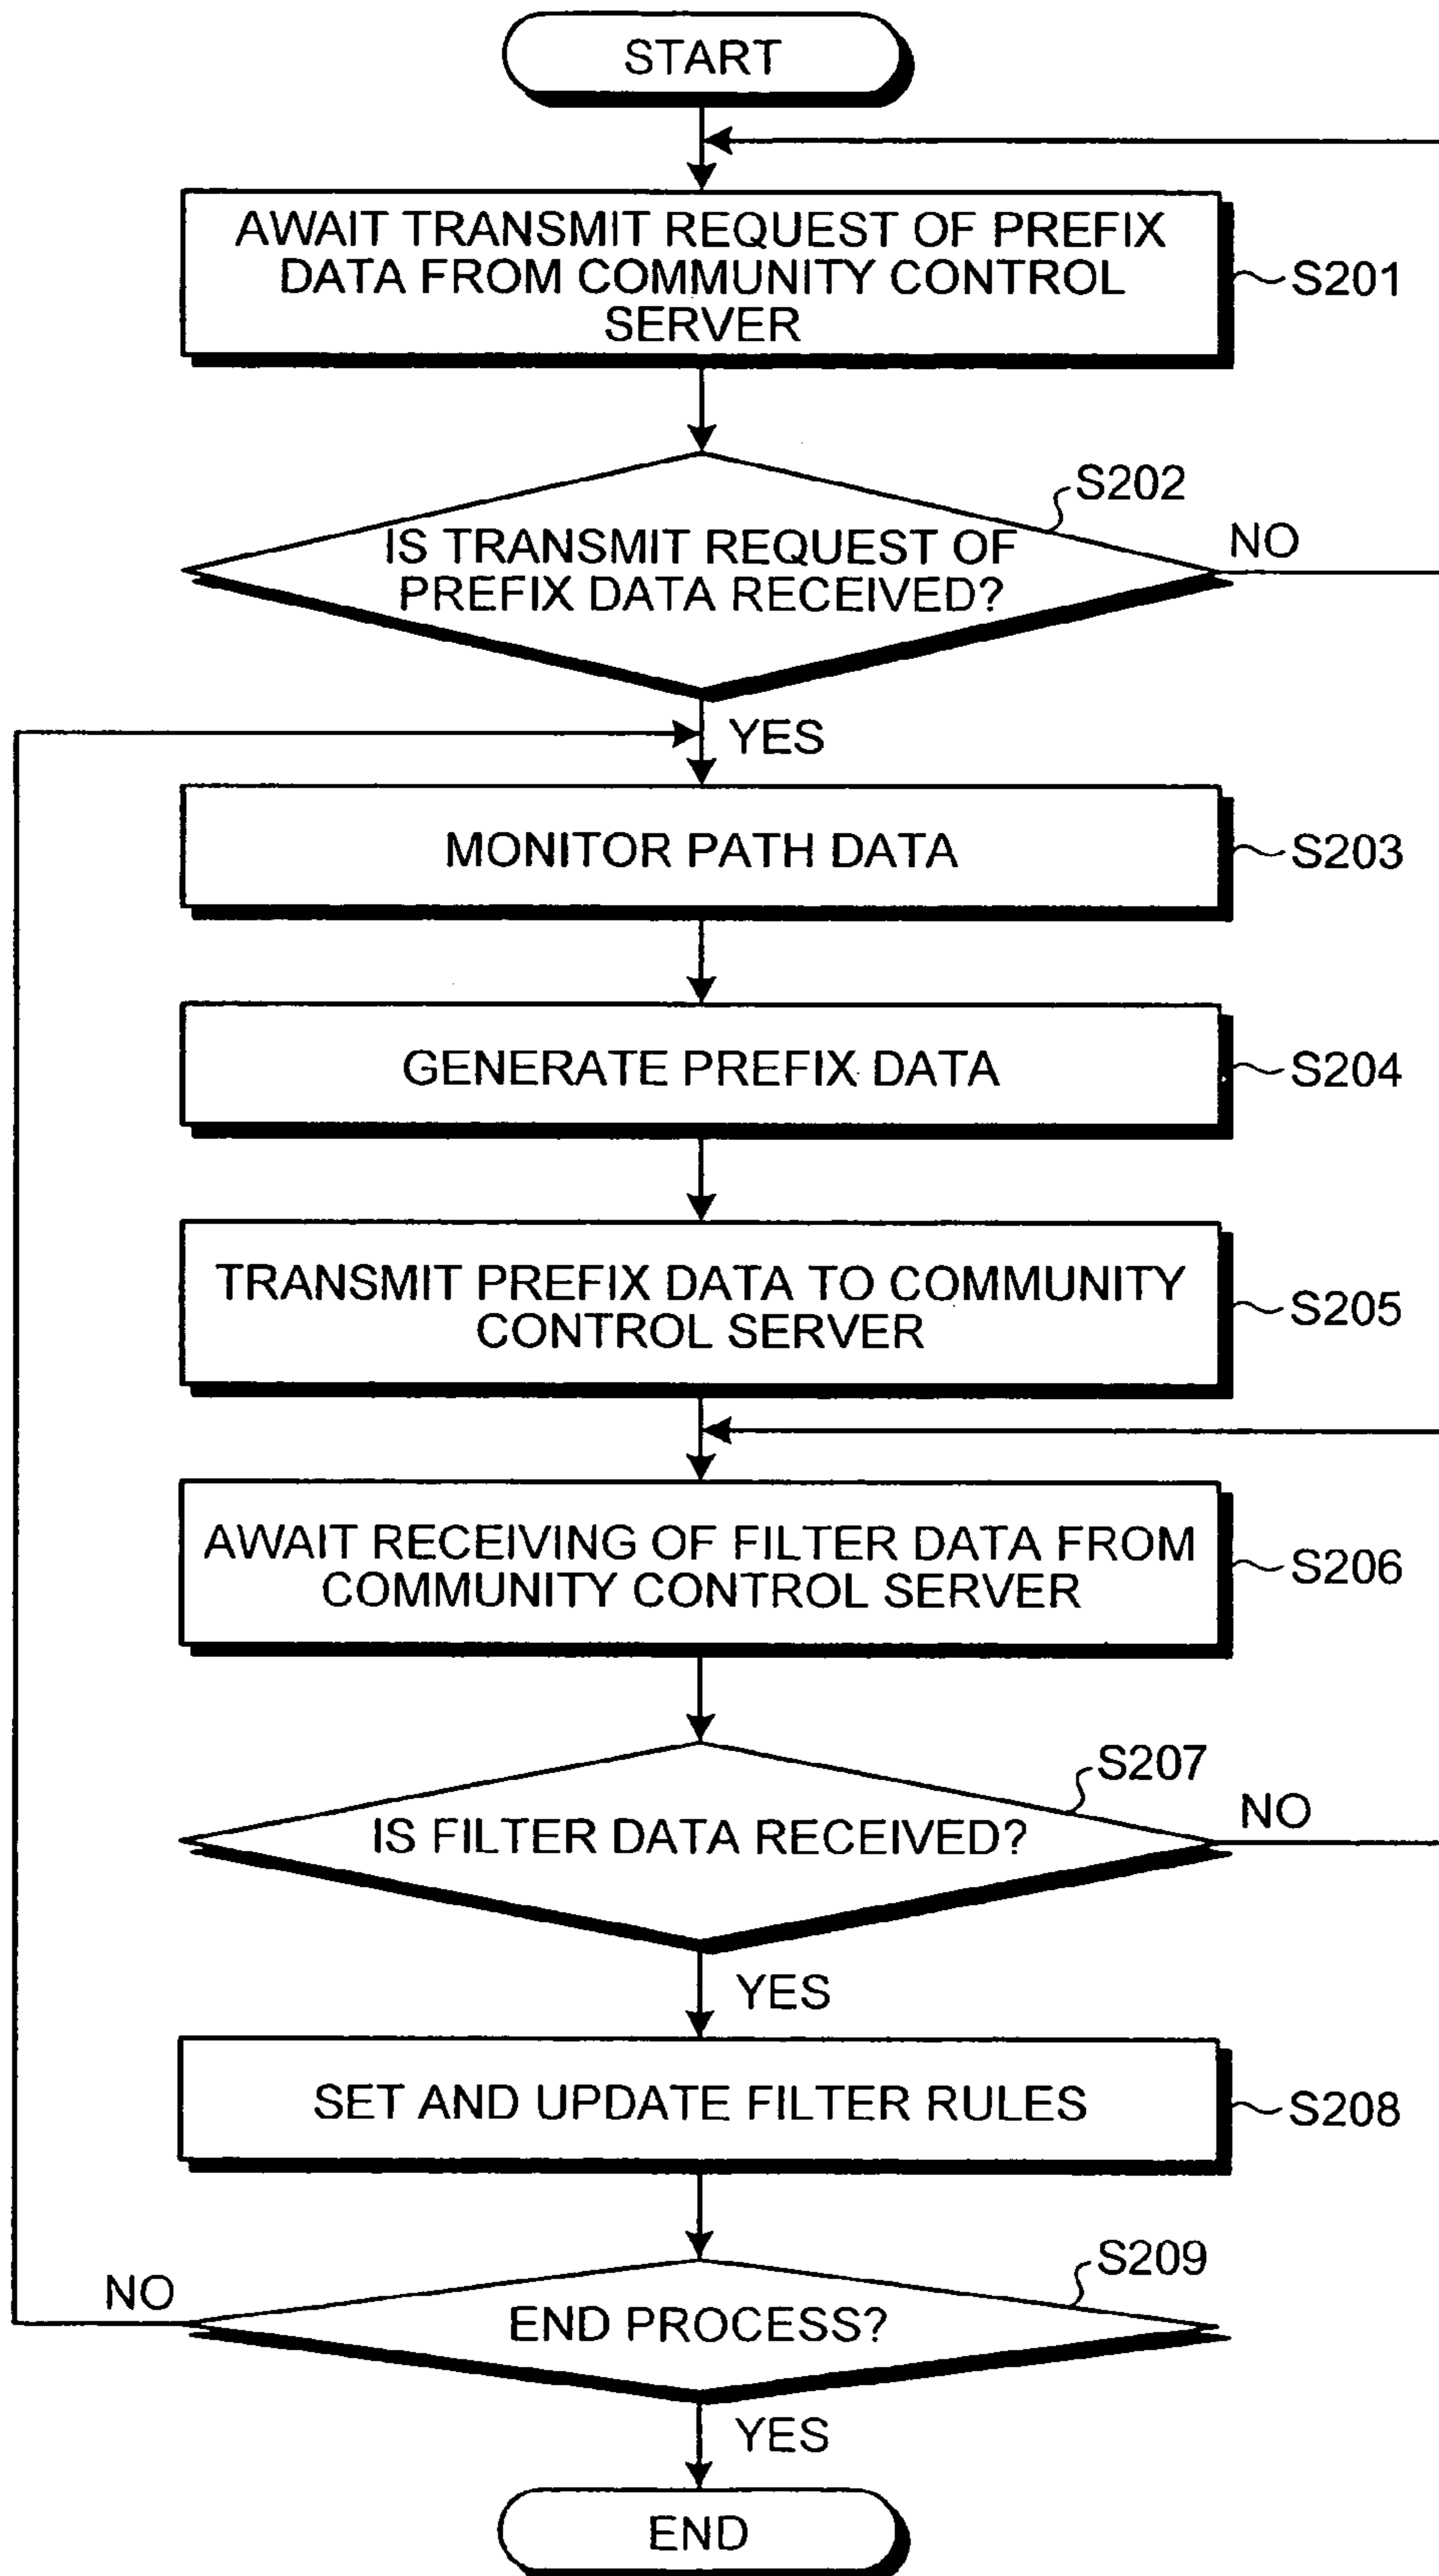 START
AWAIT TRANSMIT REQUEST OF PREFIX
DATA FROM COMMUNITY CONTROL
SERVER
S201
S202
IS TRANSMIT REQUEST OF
PREFIX DATA RECEIVED?
NO
YES
MONITOR PATH DATA
S203
GENERATE PREFIX DATA
S204
TRANSMIT PREFIX DATA TO COMMUNITY
CONTROL SERVER
S205
AWAIT RECEIVING OF FILTER DATA FROM
COMMUNITY CONTROL SERVER
S206
S207
IS FILTER DATA RECEIVED?
NO
YES
SET AND UPDATE FILTER RULES
S208
S209
NO
END PROCESS?
YES
END